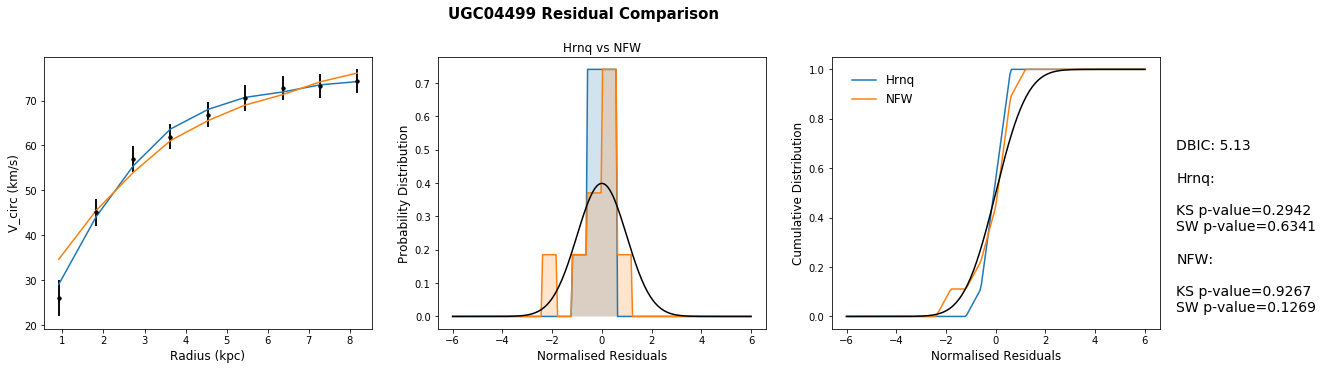 UGC04499 Residual Comparison
V_circ (km/s)
70
60
50
40
30
20
1 2 3 4 5 6 7 8
Radius (kpc)
Hrnq vs NFW
Probability Distribution
0.7
0.6
0.5
0.4
0.3
0.2
0.1
0.0
−6 −4 −2 0 2 4 6
Normalised Residuals
Cumulative Distribution
1.0
0.8
0.6
0.4
0.2
0.0
Hrnq
NFW
−6 −4 −2 0 2 4 6
Normalised Residuals
DBIC: 5.13
Hrnq:
KS p-value=0.2942
SW p-value=0.6341
NFW:
KS p-value=0.9267
SW p-value=0.1269